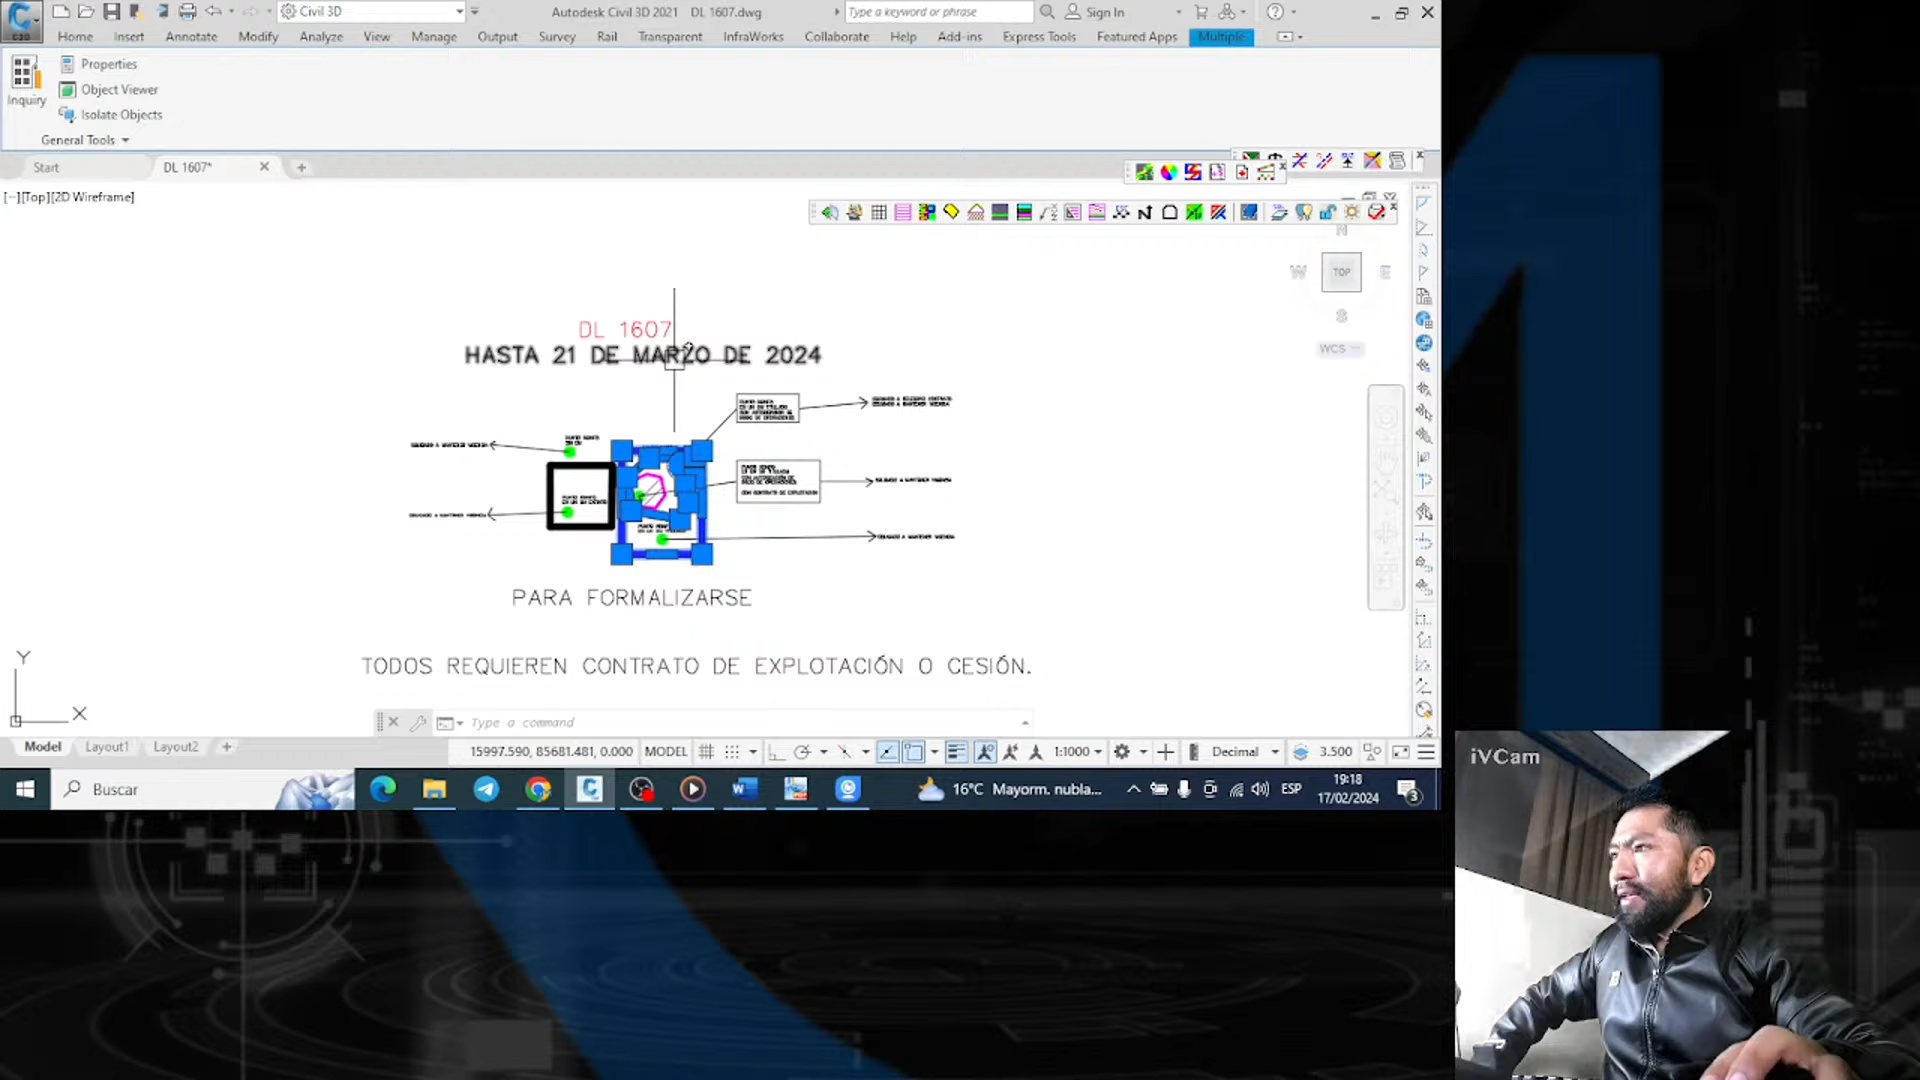 Civil 3D
Autodesk Civil 3D 2021 DL 1607.dwg
Type a keyword or phrase
Sign In
Home Insert Annotate Modify Analyze View Manage Output Survey Rail Transparent InfraWorks Collaborate Help Add-ins Express Tools Featured Apps Multiple
Inquiry
Properties
Object Viewer
Isolate Objects
General Tools
Start
DL 1607*
[−][Top][2D Wireframe]
N
W
TOP
E
S
WCS
DL 1607
HASTA 21 DE MARZO DE 2024
PARA FORMALIZARSE
TODOS REQUIEREN CONTRATO DE EXPLOTACIÓN O CESIÓN.
Y
X
Type a command
Model Layout1 Layout2
15997.590, 85681.481, 0.000 MODEL
1:1000
Decimal
3.500
Buscar
16°C Mayorm. nubla...
ESP
19:18
17/02/2024
3
iVCam